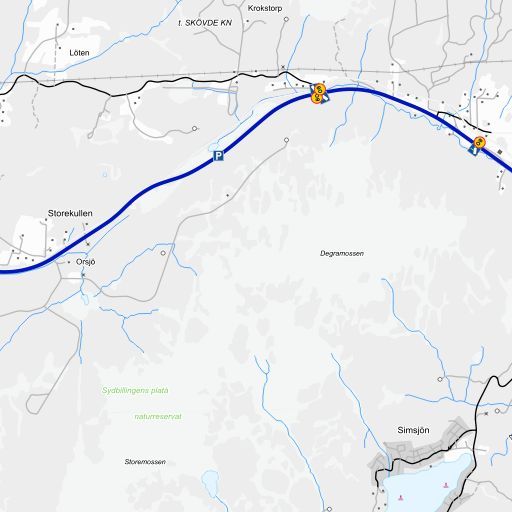 Krokstorp
t. SKÖVDE KN
Löten
P
Storekullen
Degramossen
Orsjö
Sydbillingens platå
naturreservat
Simsjön
Storemossen